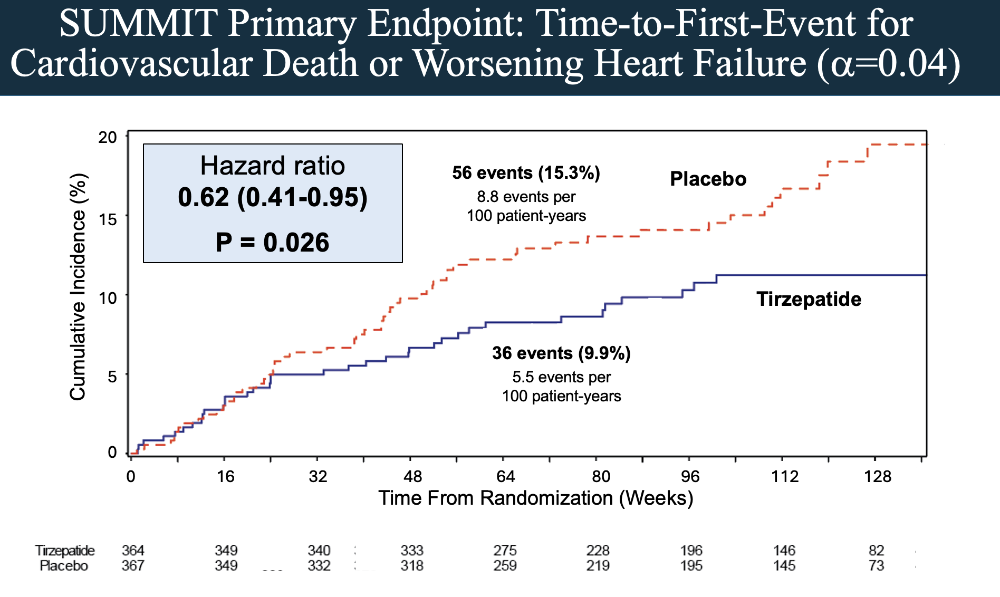 SUMMIT Primary Endpoint: Time-to-First-Event for
Cardiovascular Death or Worsening Heart Failure (α=0.04)
20
15
10
5
0
Cumulative Incidence (%)
Hazard ratio
0.62 (0.41-0.95)
P = 0.026
56 events (15.3%)
8.8 events per
100 patient-years
Placebo
Tirzepatide
36 events (9.9%)
5.5 events per
100 patient-years
0 16 32 48 64 80 96 112 128
Time From Randomization (Weeks)
Tirzepatide 364 349 340 333 275 228 196 146 82
Placebo 367 349 332 318 259 219 195 145 73